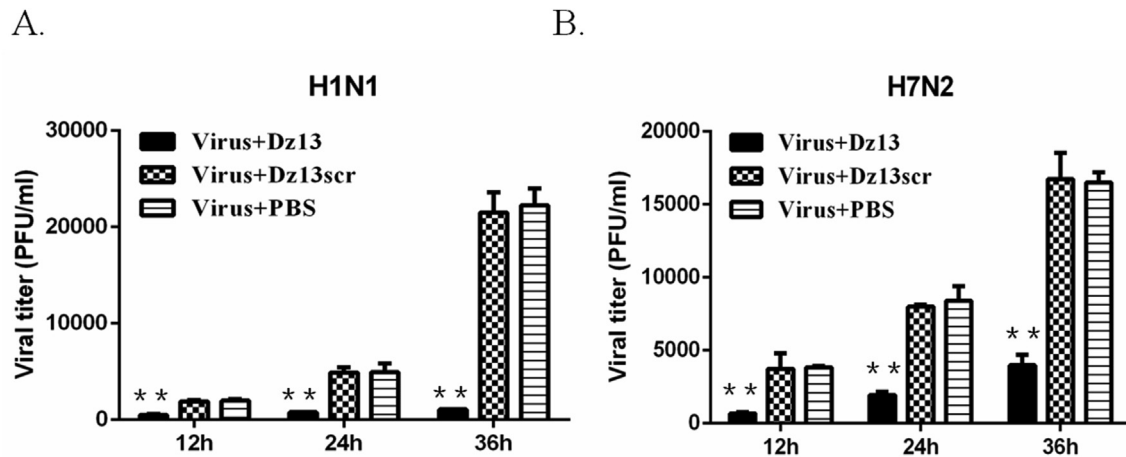 A.
H1N1
Viral titer (PFU/ml)
30000
20000
10000
0
Virus+Dz13
Virus+Dz13scr
Virus+PBS
* *
* *
* *
12h
24h
36h
B.
H7N2
Viral titer (PFU/ml)
20000
15000
10000
5000
0
Virus+Dz13
Virus+Dz13scr
Virus+PBS
* *
* *
* *
12h
24h
36h